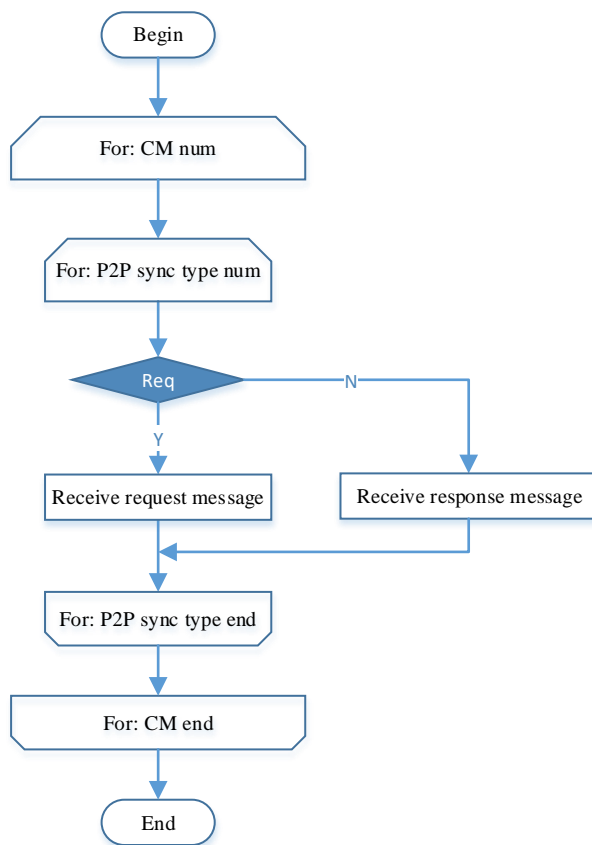 Begin
For: CM num
For: P2P sync type num
Req
N
Y
Receive request message
Receive response message
For: P2P sync type end
For: CM end
End